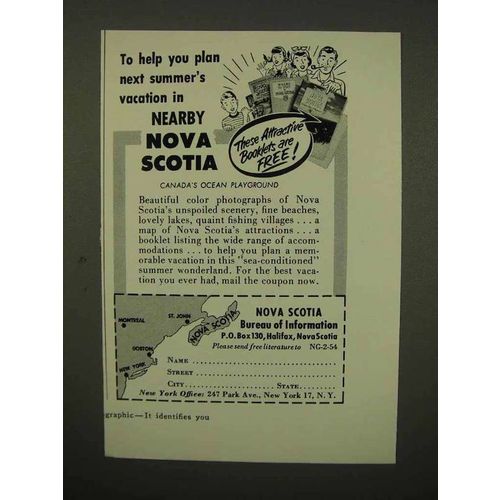 To help you plan
next summer's
vacation in
NEARBY
NOVA
SCOTIA
These Attractive
Booklets are
FREE!
CANADA'S OCEAN PLAYGROUND
Beautiful color photographs of Nova
Scotia's unspoiled scenery, fine beaches,
lovely lakes, quaint fishing villages . . . a
map of Nova Scotia's attractions . . . a
booklet listing the wide range of accom-
modations . . . to help you plan a mem-
orable vacation in this "sea-conditioned"
summer wonderland. For the best vaca-
tion you ever had, mail the coupon now.
MONTREAL
ST. JOHN
NOVA SCOTIA
BOSTON
NEW YORK
NOVA SCOTIA
Bureau of Information
P.O. Box 130, Halifax, Nova Scotia
Please send free literature to NG-2-54
NAME
STREET
CITY STATE
New York Office: 247 Park Ave., New York 17, N. Y.
graphic—It identifies you